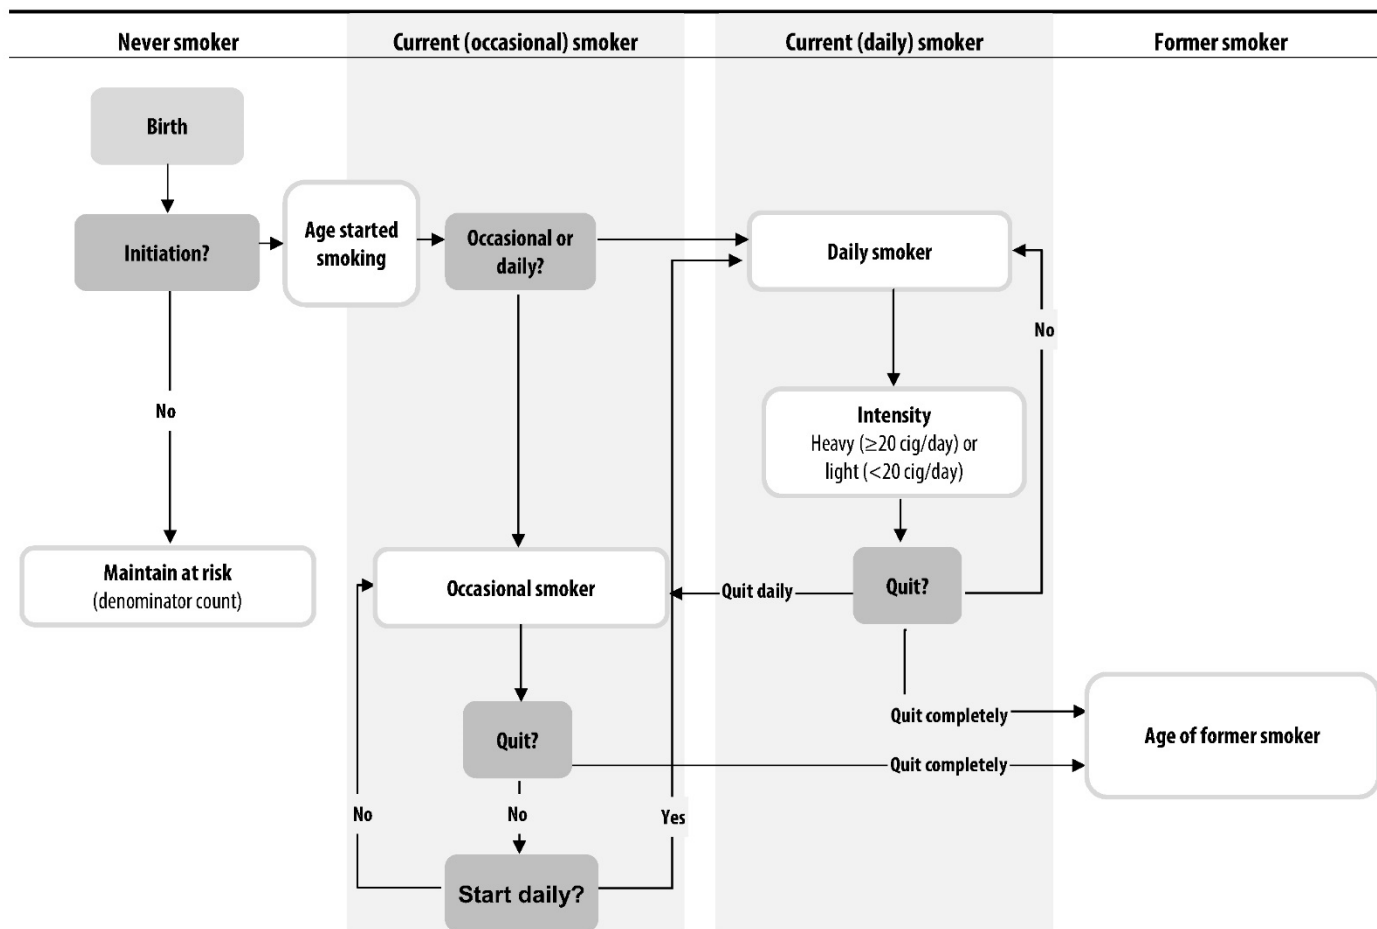 Never smoker
Current (occasional) smoker
Current (daily) smoker
Former smoker
Birth
Initiation?
Age started
smoking
Occasional or
daily?
Daily smoker
No
No
Intensity
Heavy (≥20 cig/day) or
light (<20 cig/day)
Maintain at risk
(denominator count)
Occasional smoker
Quit daily
Quit?
Quit completely
Age of former smoker
Quit?
Quit completely
No
No
Yes
Start daily?